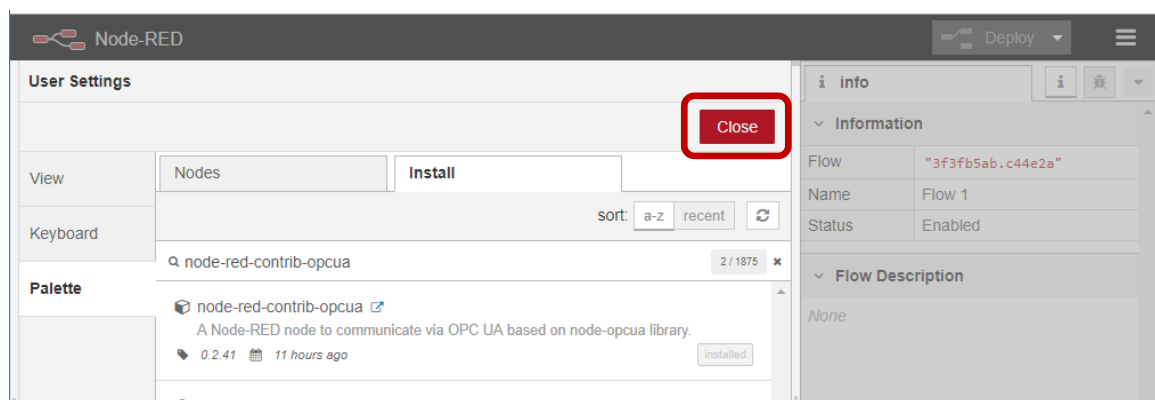 Node-RED
Deploy
User Settings
Close
View
Keyboard
Palette
Nodes
Install
sort: a-z recent
node-red-contrib-opcua
2 / 1875
node-red-contrib-opcua
A Node-RED node to communicate via OPC UA based on node-opcua library.
0.2.41 11 hours ago
installed
i info
i
Information
Flow "3f3fb5ab.c44e2a"
Name Flow 1
Status Enabled
Flow Description
None